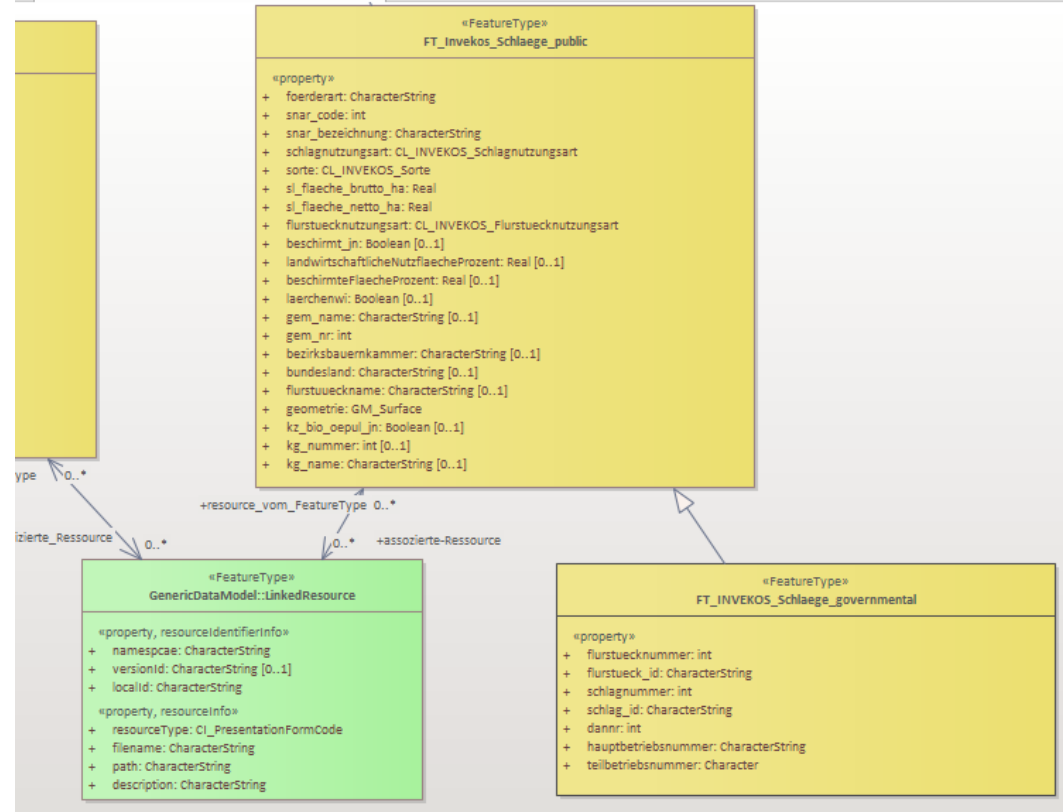 «FeatureType»
FT_Invekos_Schlaege_public
«property»
+ foerderart: CharacterString
+ snar_code: int
+ snar_bezeichnung: CharacterString
+ schlagnutzungsart: CL_INVEKOS_Schlagnutzungsart
+ sorte: CL_INVEKOS_Sorte
+ sl_flaeche_brutto_ha: Real
+ sl_flaeche_netto_ha: Real
+ flurstuecknutzungsart: CL_INVEKOS_Flurstuecknutzungsart
+ beschirmt_jn: Boolean [0..1]
+ landwirtschaftlicheNutzflaecheProzent: Real [0..1]
+ beschirmteFlaecheProzent: Real [0..1]
+ laerchenwi: Boolean [0..1]
+ gem_name: CharacterString [0..1]
+ gem_nr: int
+ bezirksbauernkammer: CharacterString [0..1]
+ bundesland: CharacterString [0..1]
+ flurstuueckname: CharacterString [0..1]
+ geometrie: GM_Surface
+ kz_bio_oepul_jn: Boolean [0..1]
+ kg_nummer: int [0..1]
+ kg_name: CharacterString [0..1]
ype 0..*
+resource_vom_FeatureType 0..*
izierte_Ressource 0..*
0..* +assozierte-Ressource
«FeatureType»
GenericDataModel::LinkedResource
«property, resourceIdentifierInfo»
+ namespcae: CharacterString
+ versionId: CharacterString [0..1]
+ localId: CharacterString
«property, resourceInfo»
+ resourceType: CI_PresentationFormCode
+ filename: CharacterString
+ path: CharacterString
+ description: CharacterString
«FeatureType»
FT_INVEKOS_Schlaege_governmental
«property»
+ flurstuecknummer: int
+ flurstueck_id: CharacterString
+ schlagnummer: int
+ schlag_id: CharacterString
+ dannr: int
+ hauptbetriebsnummer: CharacterString
+ teilbetriebsnummer: Character